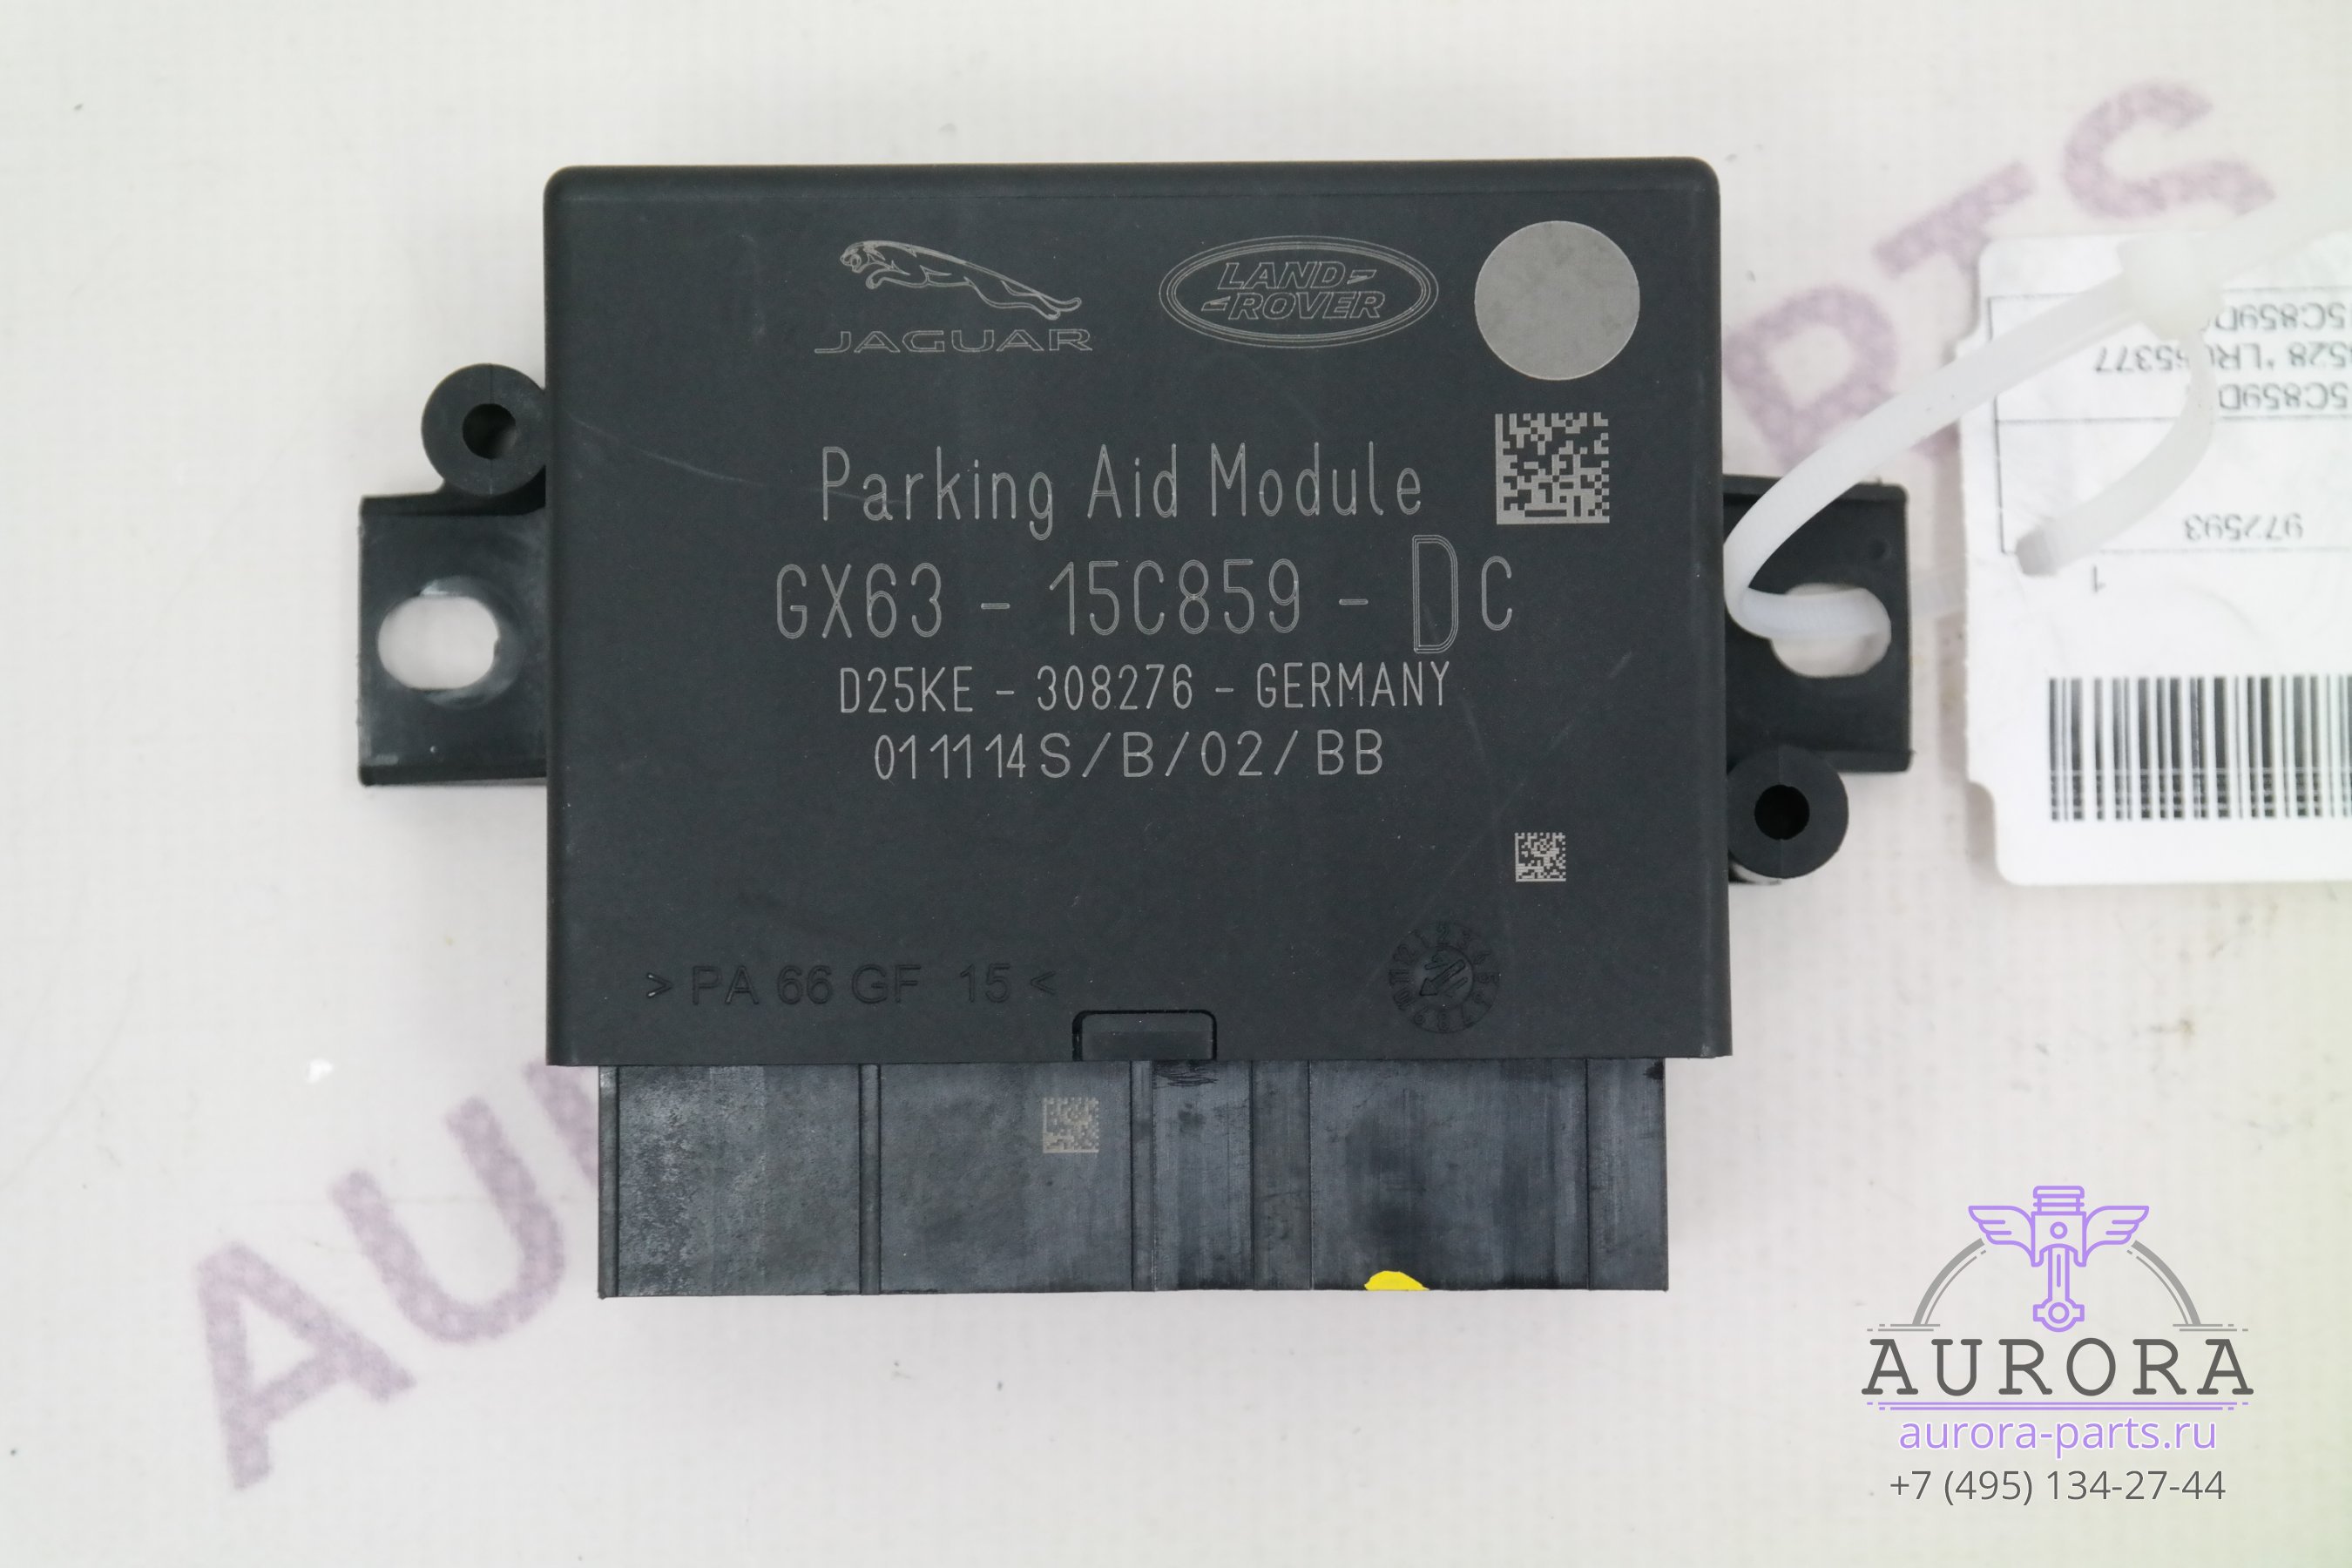 JAGUAR
LAND-
-ROVER
Parking Aid Module
GX63 - 15C859 - DC
D25KE - 308276 - GERMANY
011114S/B/02/BB
> PA 66 GF 15 <
972593
1
AURORA
aurora-parts.ru
+7 (495) 134-27-44